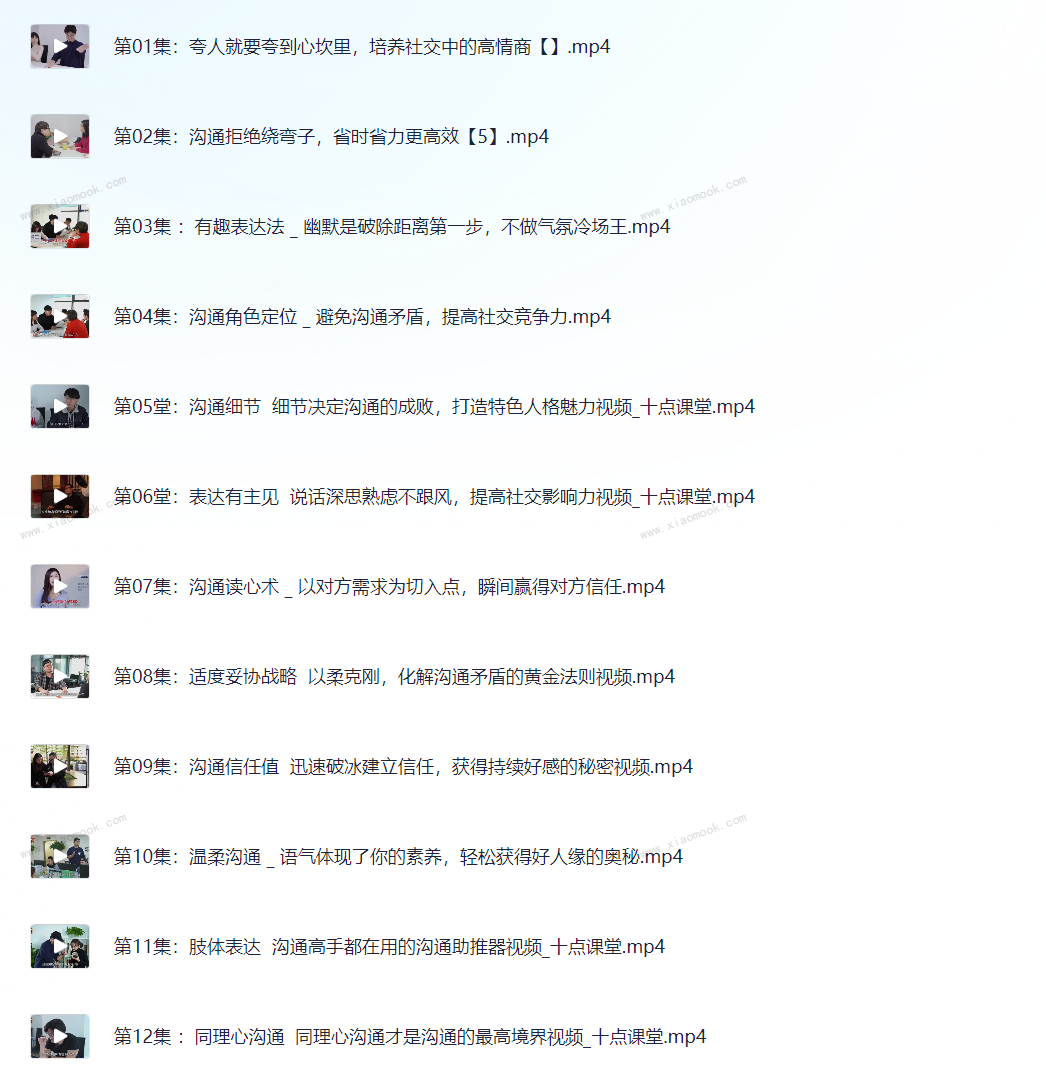 第01集：夸人就要夸到心坎里，培养社交中的高情商【】.mp4
第02集：沟通拒绝绕弯子，省时省力更高效【5】.mp4
www.xiaomook.com
www.xiaomook.com
第03集 ：有趣表达法 _ 幽默是破除距离第一步，不做气氛冷场王.mp4
第04集：沟通角色定位 _ 避免沟通矛盾，提高社交竞争力.mp4
第05堂：沟通细节  细节决定沟通的成败，打造特色人格魅力视频_十点课堂.mp4
第06堂：表达有主见  说话深思熟虑不跟风，提高社交影响力视频_十点课堂.mp4
www.xiaomook.com
www.xiaomook.com
第07集：沟通读心术 _ 以对方需求为切入点，瞬间赢得对方信任.mp4
第08集：适度妥协战略  以柔克刚，化解沟通矛盾的黄金法则视频.mp4
第09集：沟通信任值  迅速破冰建立信任，获得持续好感的秘密视频.mp4
www.xiaomook.com
www.xiaomook.com
第10集：温柔沟通 _ 语气体现了你的素养，轻松获得好人缘的奥秘.mp4
第11集：肢体表达  沟通高手都在用的沟通助推器视频_十点课堂.mp4
第12集 ：同理心沟通  同理心沟通才是沟通的最高境界视频_十点课堂.mp4